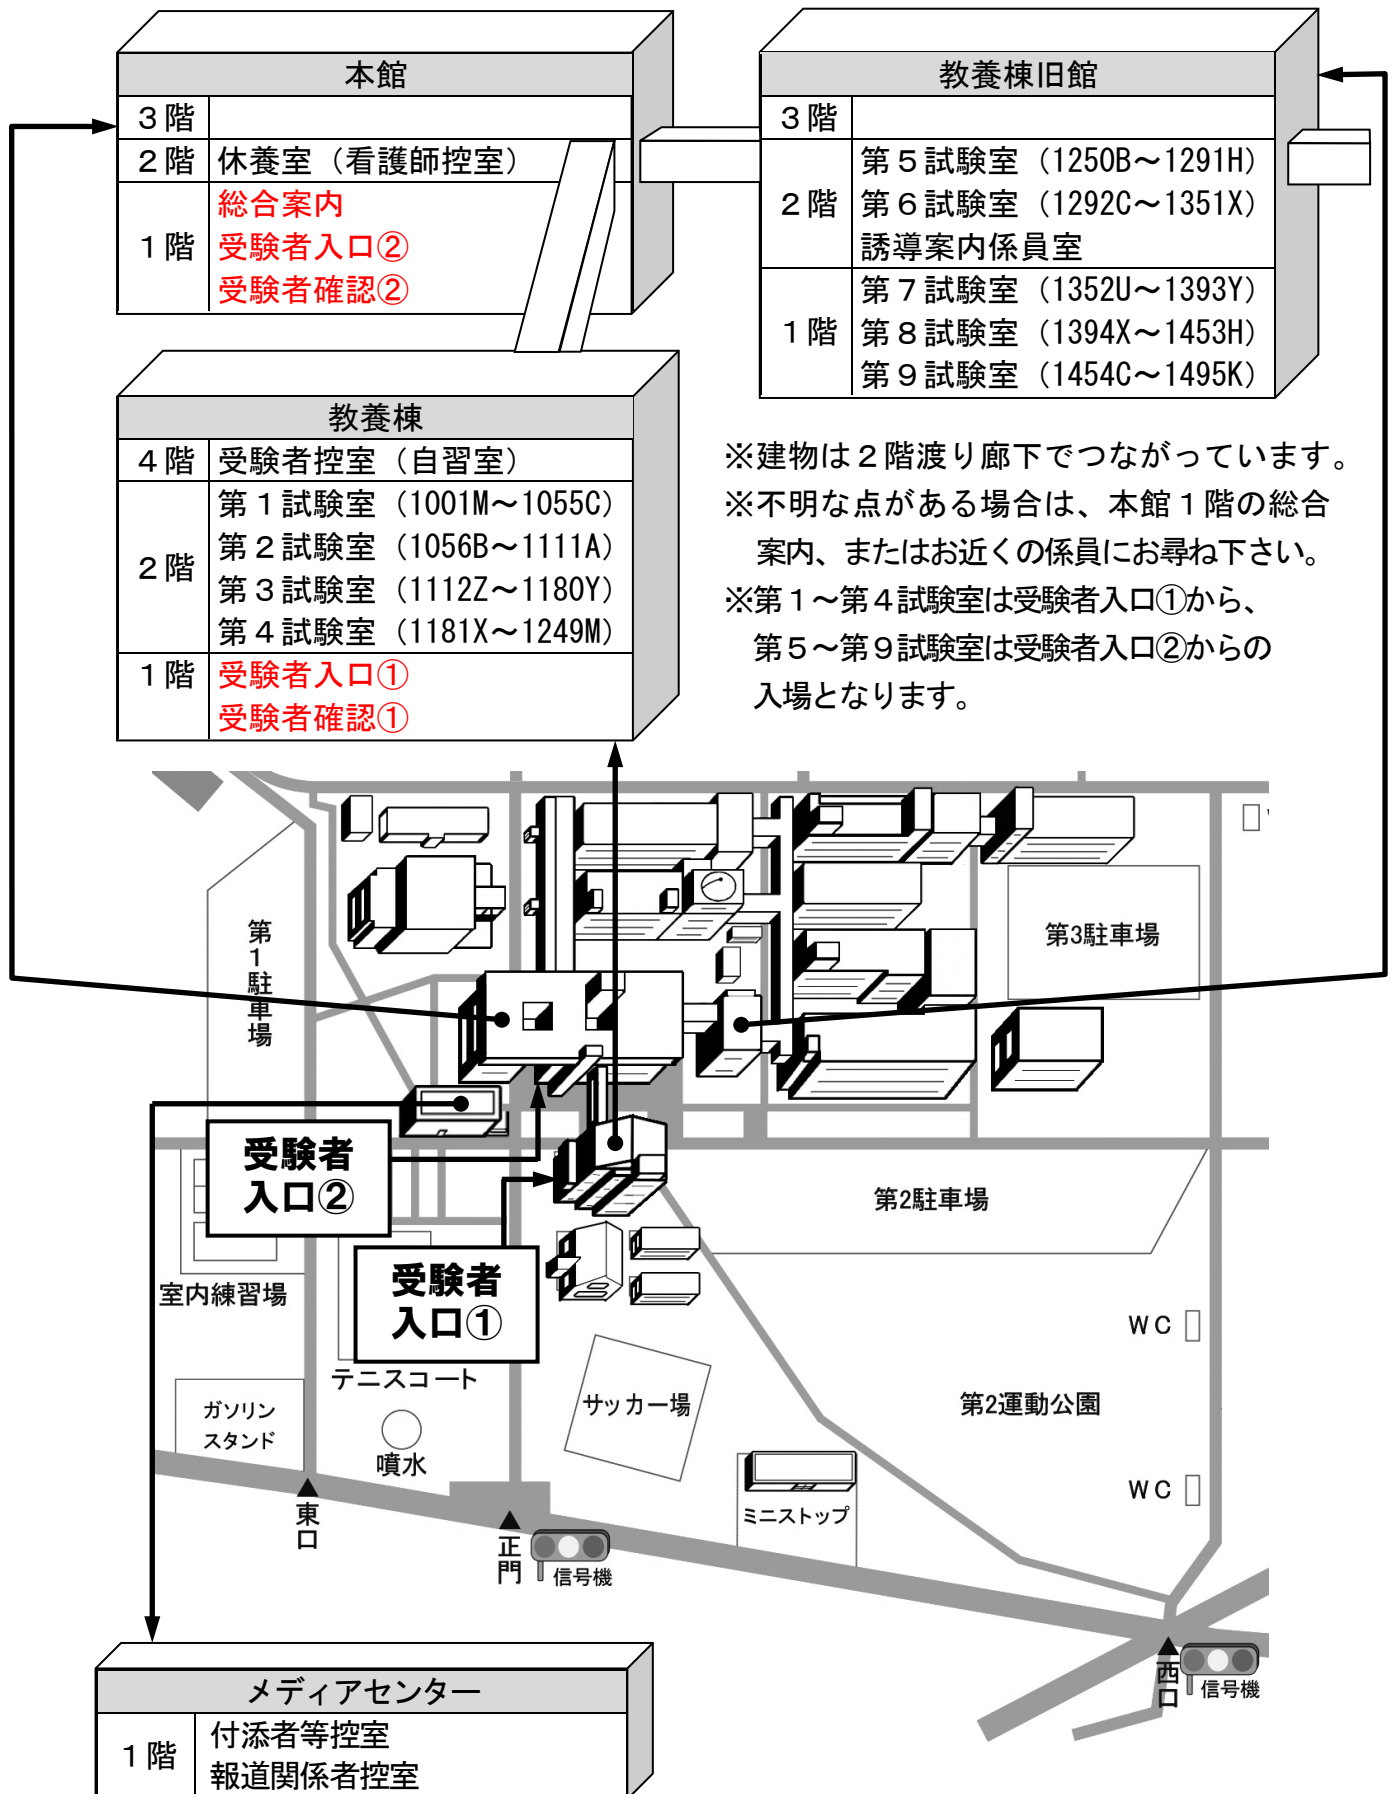 本館
3階
2階 休養室（看護師控室）
1階
総合案内
受験者入口②
受験者確認②
教養棟旧館
3階
2階
第5試験室（1250B～1291H）
第6試験室（1292C～1351X）
誘導案内係員室
1階
第7試験室（1352U～1393Y）
第8試験室（1394X～1453H）
第9試験室（1454C～1495K）
教養棟
4階 受験者控室（自習室）
2階
第1試験室（1001M～1055C）
第2試験室（1056B～1111A）
第3試験室（1112Z～1180Y）
第4試験室（1181X～1249M）
1階
受験者入口①
受験者確認①
※建物は2階渡り廊下でつながっています。
※不明な点がある場合は、本館1階の総合
案内、またはお近くの係員にお尋ね下さい。
※第1～第4試験室は受験者入口①から、
第5～第9試験室は受験者入口②からの
入場となります。
第1駐車場
第3駐車場
受験者
入口②
第2駐車場
受験者
入口①
室内練習場
テニスコート
WC
ガソリン
スタンド
噴水
サッカー場
第2運動公園
WC
ミニストップ
東口
正門
信号機
西口
信号機
メディアセンター
1階
付添者等控室
報道関係者控室